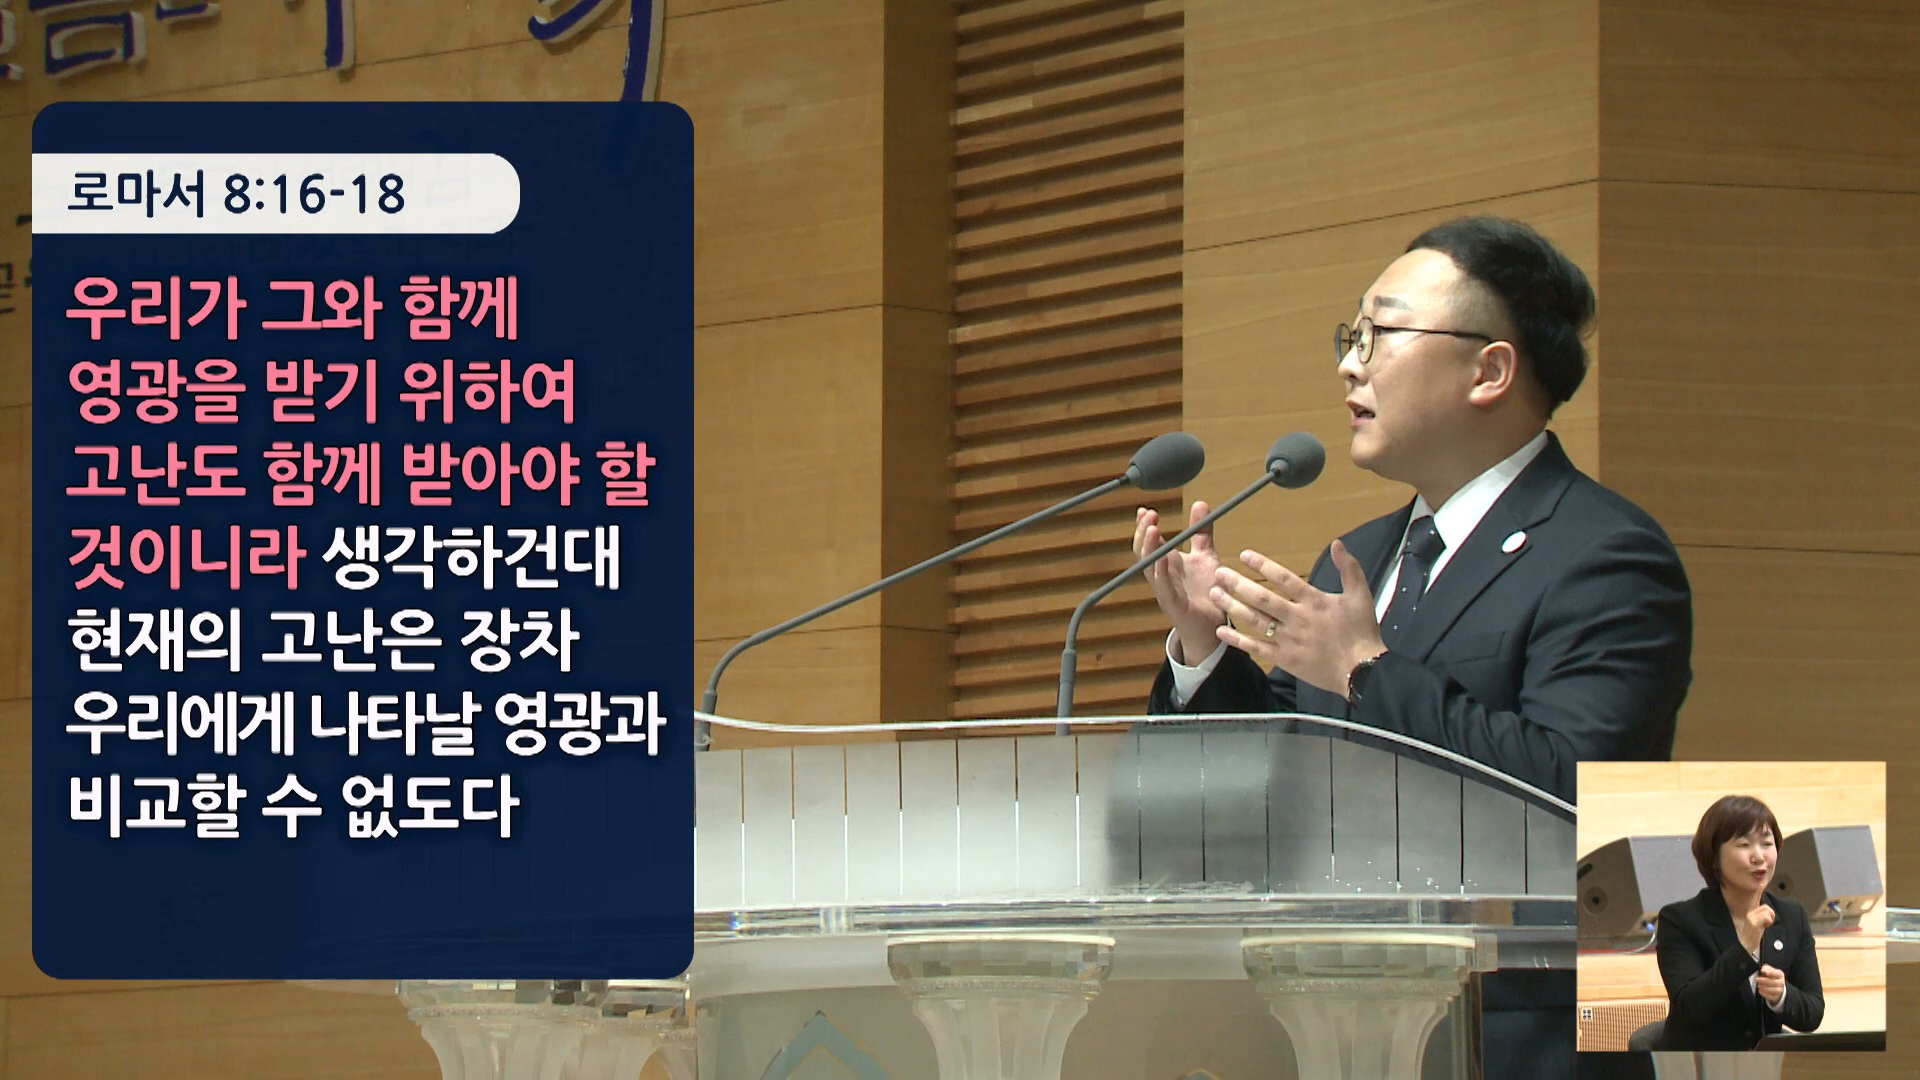 로마서 8:16-18
우리가 그와 함께
영광을 받기 위하여
고난도 함께 받아야 할
것이니라 생각하건대
현재의 고난은 장차
우리에게 나타날 영광과
비교할 수 없도다